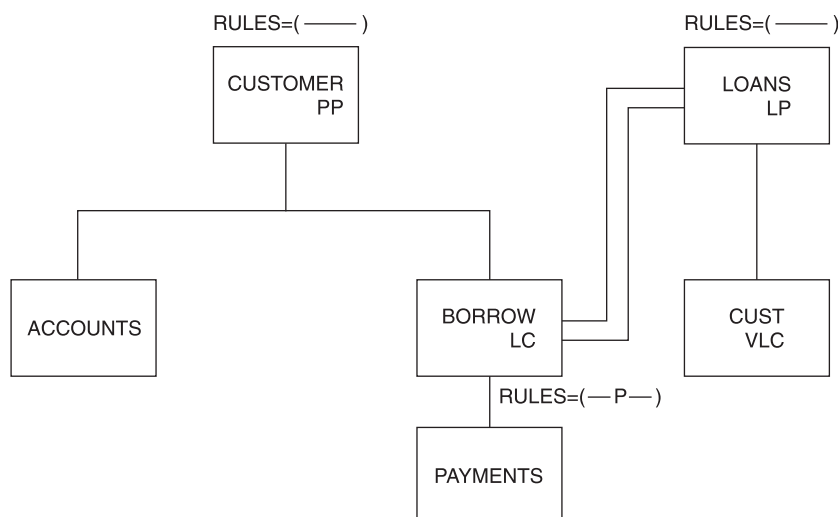 RULES=( —— )
RULES=( —— )
CUSTOMER
PP
LOANS
LP
ACCOUNTS
BORROW
LC
CUST
VLC
RULES=(—P—)
PAYMENTS